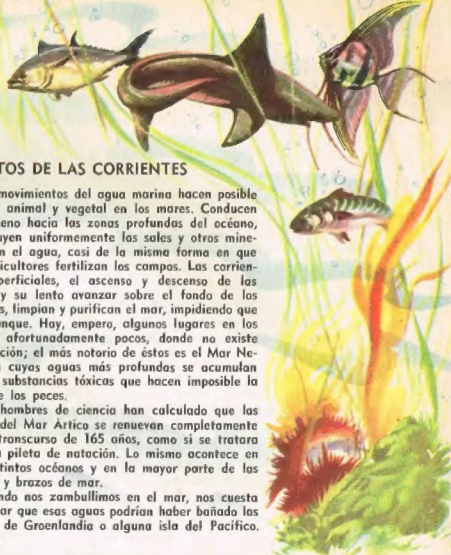 TOS DE LAS CORRIENTES
movimientos del agua marina hacen posible
animal y vegetal en los mares. Conducen
eno hacia las zonas profundas del océano,
uyen uniformemente las sales y otros mine-
n el agua, casi de la misma forma en que
icultores fertilizan los campos. Las corrien-
perficiales, el ascenso y descenso de las
y su lento avanzar sobre el fondo de los
s, limpian y purifican el mar, impidiendo que
nque. Hay, empero, algunos lugares en los
afortunadamente pocos, donde no existe
ción; el más notorio de éstos es el Mar Ne-
cuyas aguas más profundas se acumulan
substancias tóxicas que hacen imposible la
e los peces.
hombres de ciencia han calculado que las
del Mar Ártico se renuevan completamente
transcurso de 165 años, como si se tratara
pileta de natación. Lo mismo acontece en
tintos océanos y en la mayor parte de las
y brazos de mar.
ndo nos zambullimos en el mar, nos cuesta
ar que esas aguas podrían haber bañado las
de Groenlandia o alguna isla del Pacífico.